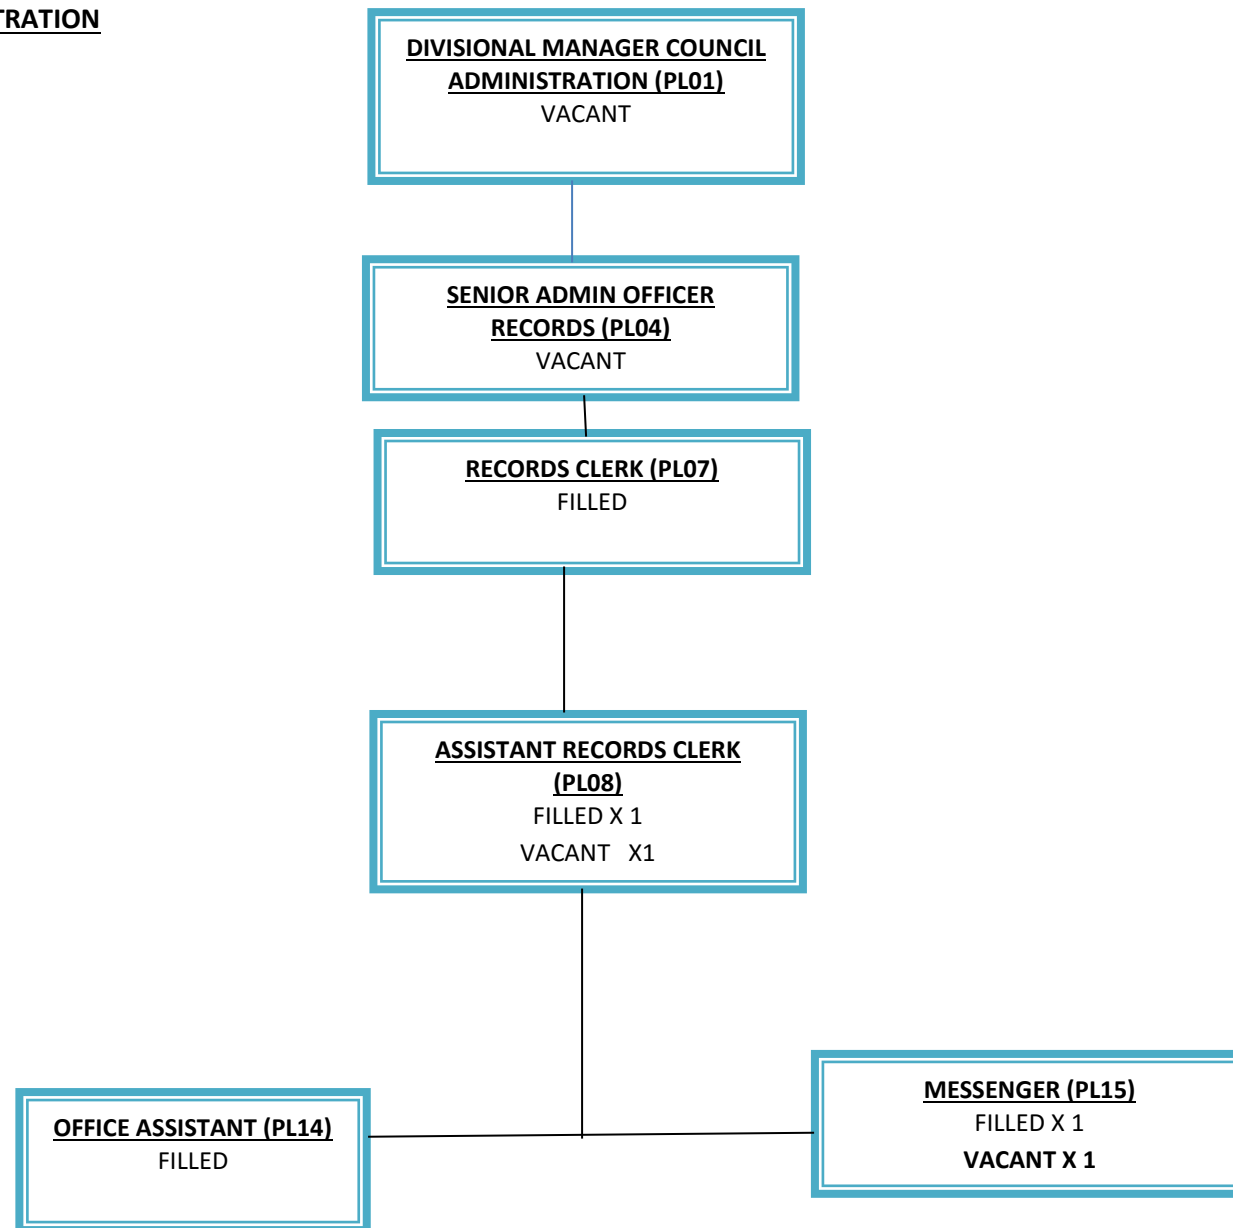 TRATION
DIVISIONAL MANAGER COUNCIL
ADMINISTRATION (PL01)
VACANT
SENIOR ADMIN OFFICER
RECORDS (PL04)
VACANT
RECORDS CLERK (PL07)
FILLED
ASSISTANT RECORDS CLERK
(PL08)
FILLED X 1
VACANT X1
OFFICE ASSISTANT (PL14)
FILLED
MESSENGER (PL15)
FILLED X 1
VACANT X 1